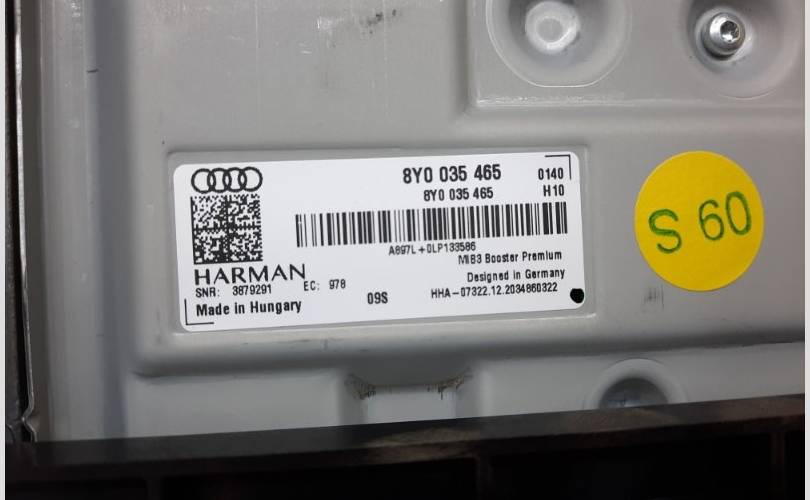 8Y0 035 465 0140
8Y0 035 465 H10
A897L+0LP133586
MIB3 Booster Premium
HARMAN
SNR: 3879291 EC: 978
Designed in Germany
Made in Hungary
09S
HHA-07322.12.2034860322
S 60